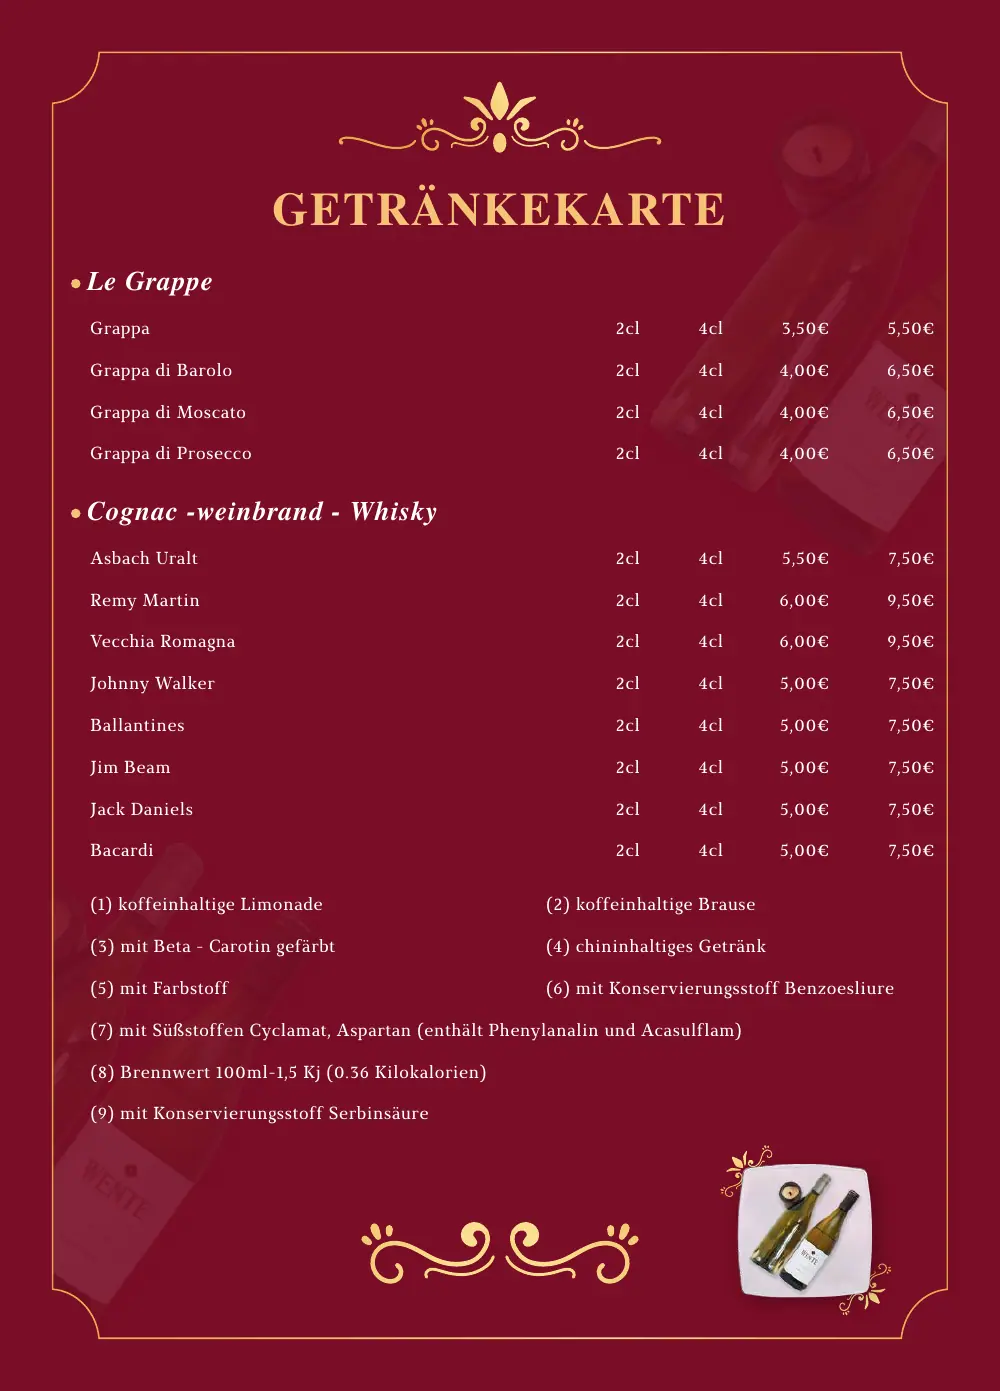 GETRÄNKEKARTE
Le Grappe
Grappa 2cl 4cl 3,50€ 5,50€
Grappa di Barolo 2cl 4cl 4,00€ 6,50€
Grappa di Moscato 2cl 4cl 4,00€ 6,50€
Grappa di Prosecco 2cl 4cl 4,00€ 6,50€
Cognac -weinbrand - Whisky
Asbach Uralt 2cl 4cl 5,50€ 7,50€
Remy Martin 2cl 4cl 6,00€ 9,50€
Vecchia Romagna 2cl 4cl 6,00€ 9,50€
Johnny Walker 2cl 4cl 5,00€ 7,50€
Ballantines 2cl 4cl 5,00€ 7,50€
Jim Beam 2cl 4cl 5,00€ 7,50€
Jack Daniels 2cl 4cl 5,00€ 7,50€
Bacardi 2cl 4cl 5,00€ 7,50€
(1) koffeinhaltige Limonade (2) koffeinhaltige Brause
(3) mit Beta - Carotin gefärbt (4) chininhaltiges Getränk
(5) mit Farbstoff (6) mit Konservierungsstoff Benzoesliure
(7) mit Süßstoffen Cyclamat, Aspartan (enthält Phenylanalin und Acasulflam)
(8) Brennwert 100ml-1,5 Kj (0.36 Kilokalorien)
(9) mit Konservierungsstoff Serbinsäure
WENTE
WENTE
WENTE